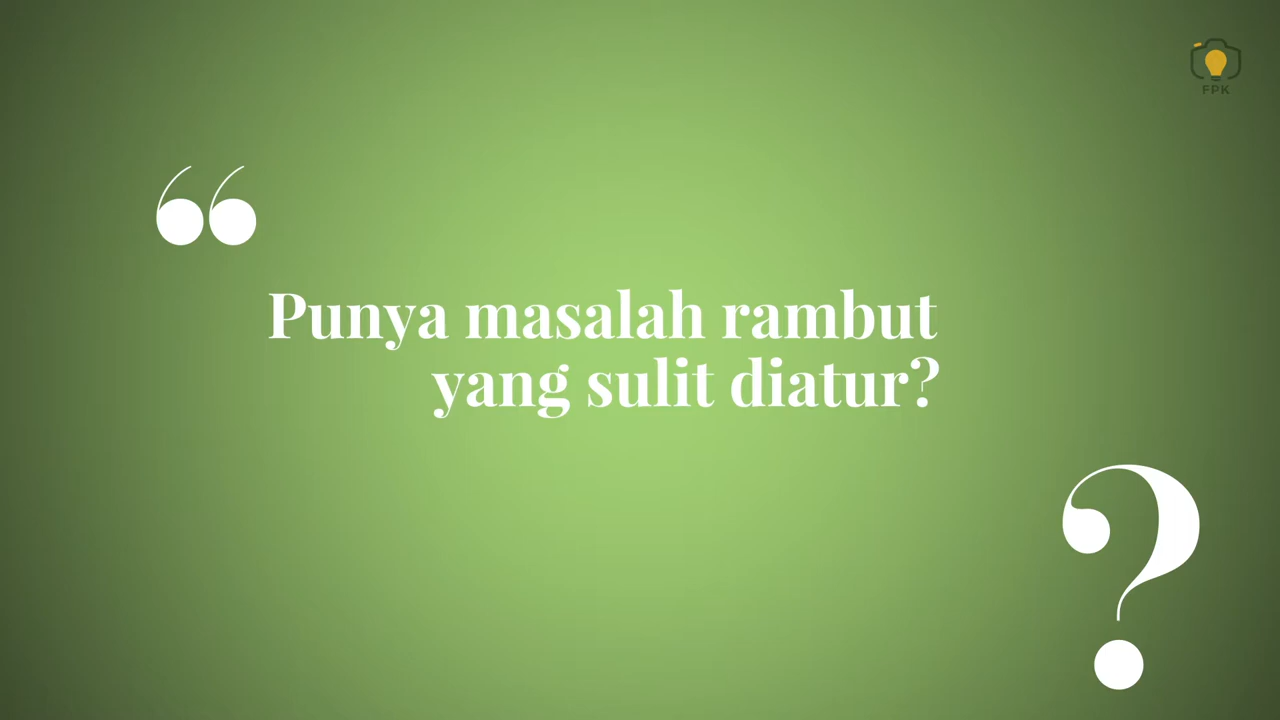 FPK
“
Punya masalah rambut
yang sulit diatur?
?